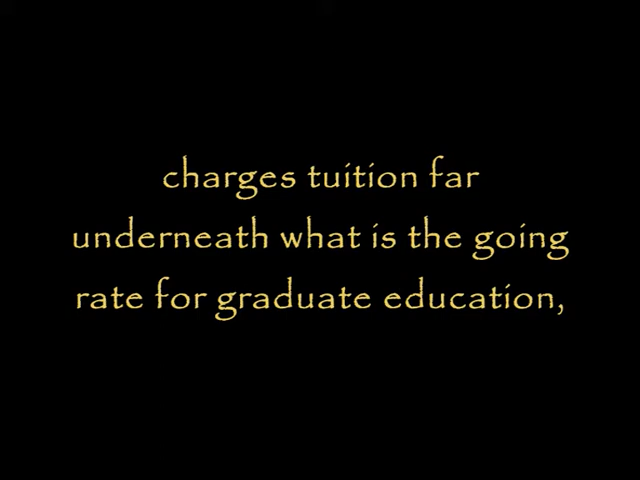 charges tuition far
underneath what is the going
rate for graduate education,